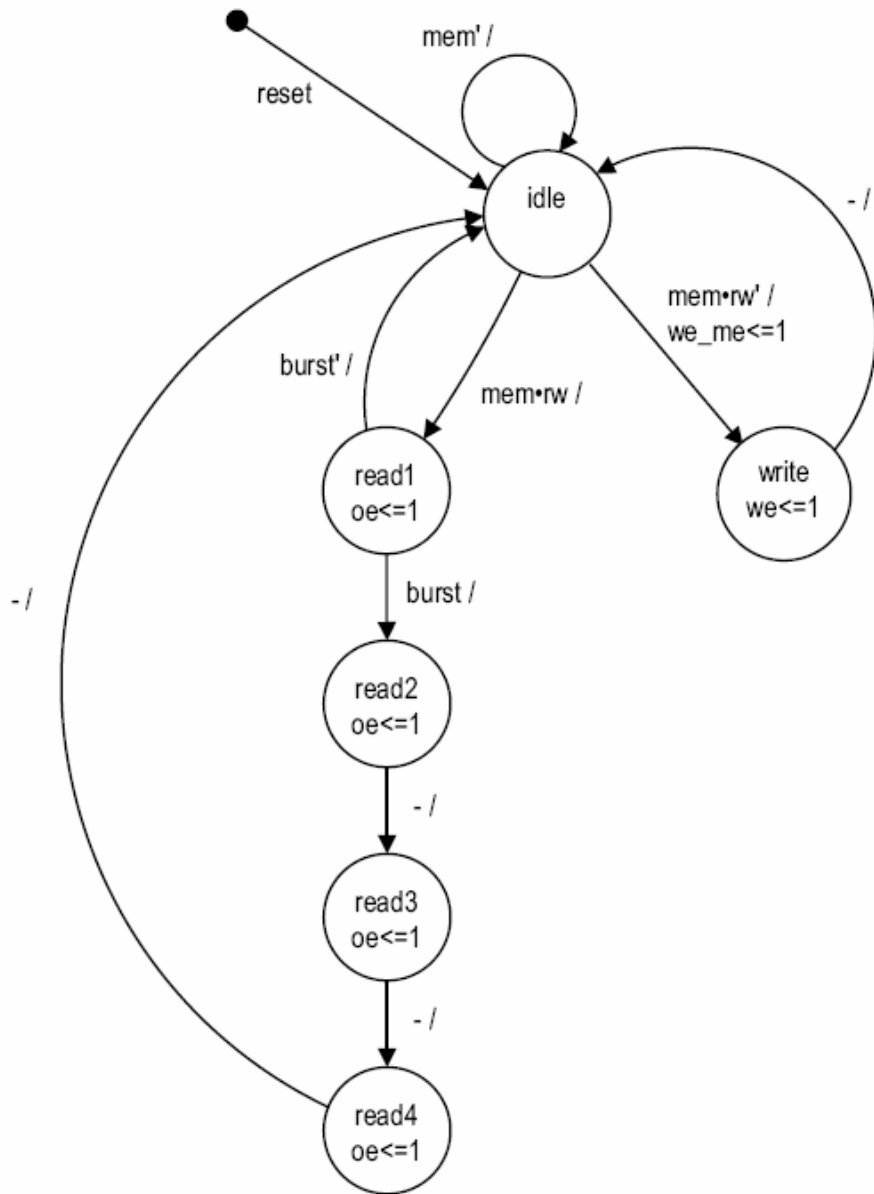 mem' /
reset
idle
- /
mem•rw' /
we_me<=1
burst' /
mem•rw /
read1
oe<=1
write
we<=1
burst /
- /
read2
oe<=1
- /
read3
oe<=1
- /
read4
oe<=1